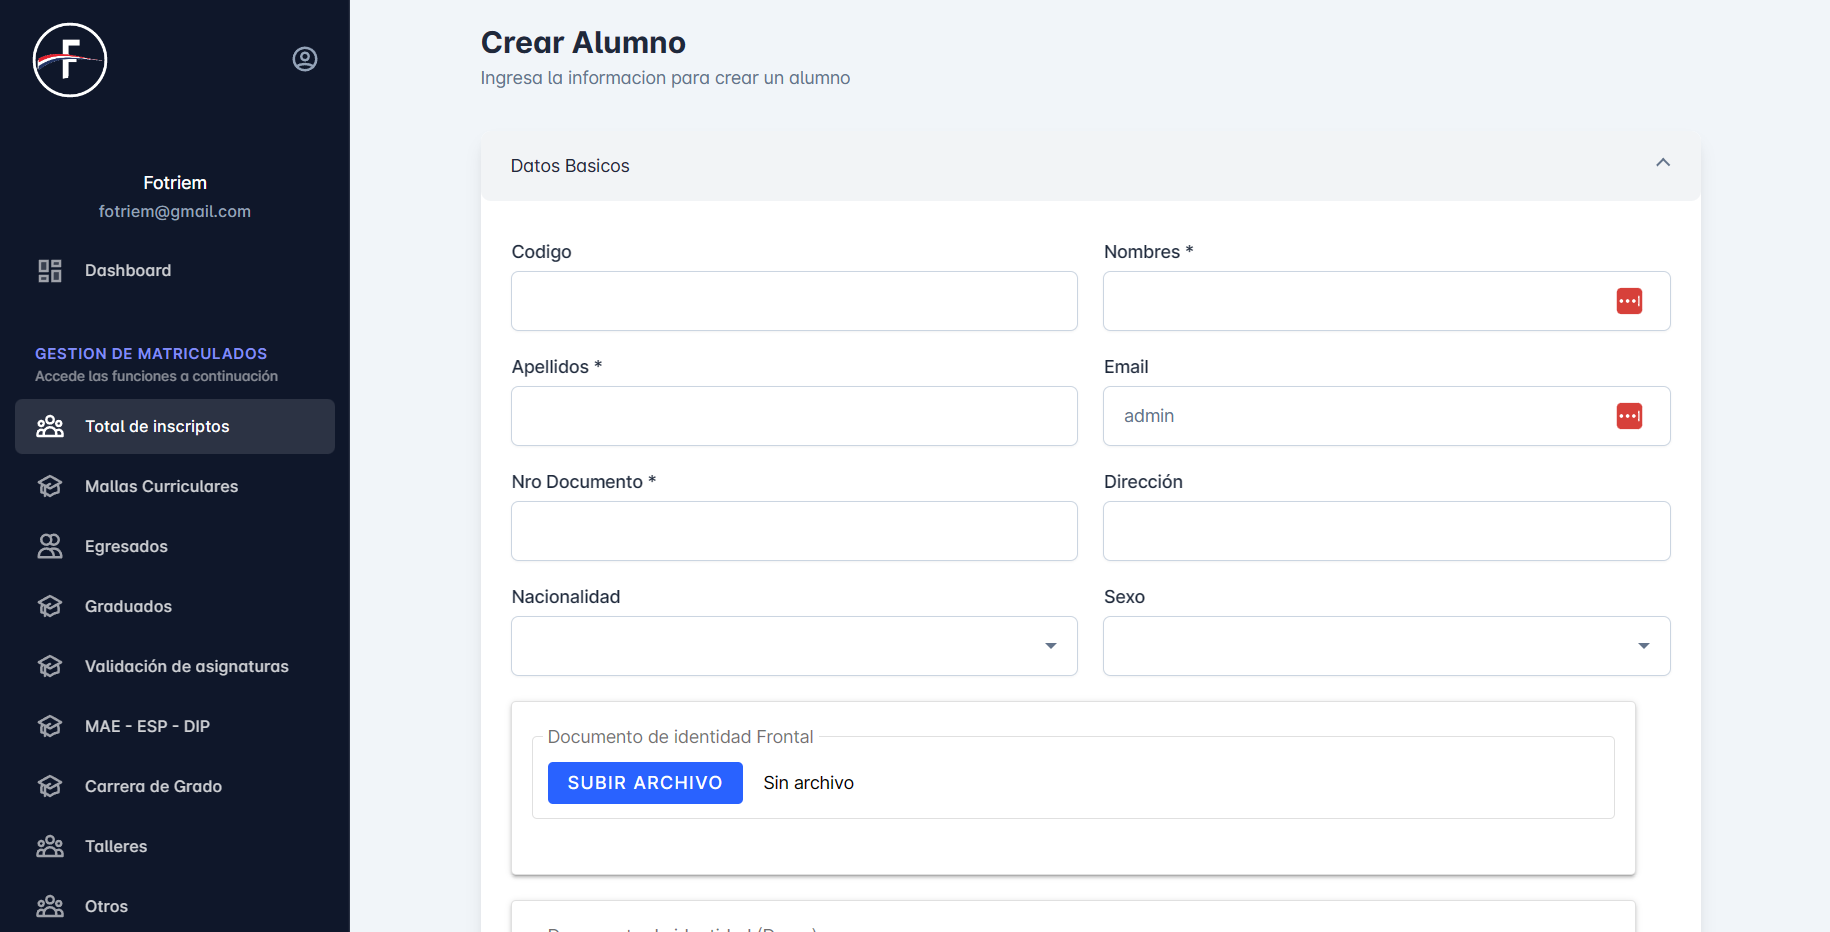 F
Fotriem
fotriem@gmail.com
Dashboard
GESTION DE MATRICULADOS
Accede las funciones a continuación
Total de inscriptos
Mallas Curriculares
Egresados
Graduados
Validación de asignaturas
MAE - ESP - DIP
Carrera de Grado
Talleres
Otros
Crear Alumno
Ingresa la informacion para crear un alumno
Datos Basicos
Codigo
Nombres *
Apellidos *
Email
admin
Nro Documento *
Dirección
Nacionalidad
Sexo
Documento de identidad Frontal
SUBIR ARCHIVO
Sin archivo